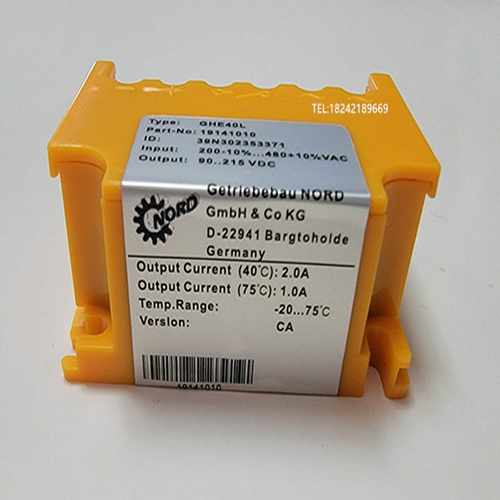 TEL:18242189669
Type: GHE40L
Part-No: 19141010
ID: 39N302353371
Input: 200-10%...480+10%VAC
Output: 90..215 VDC
NORD
Getriebebau NORD
GmbH & Co KG
D-22941 Bargtoholde
Germany
Output Current (40℃): 2.0A
Output Current (75℃): 1.0A
Temp.Range: -20...75℃
Version: CA
19141010